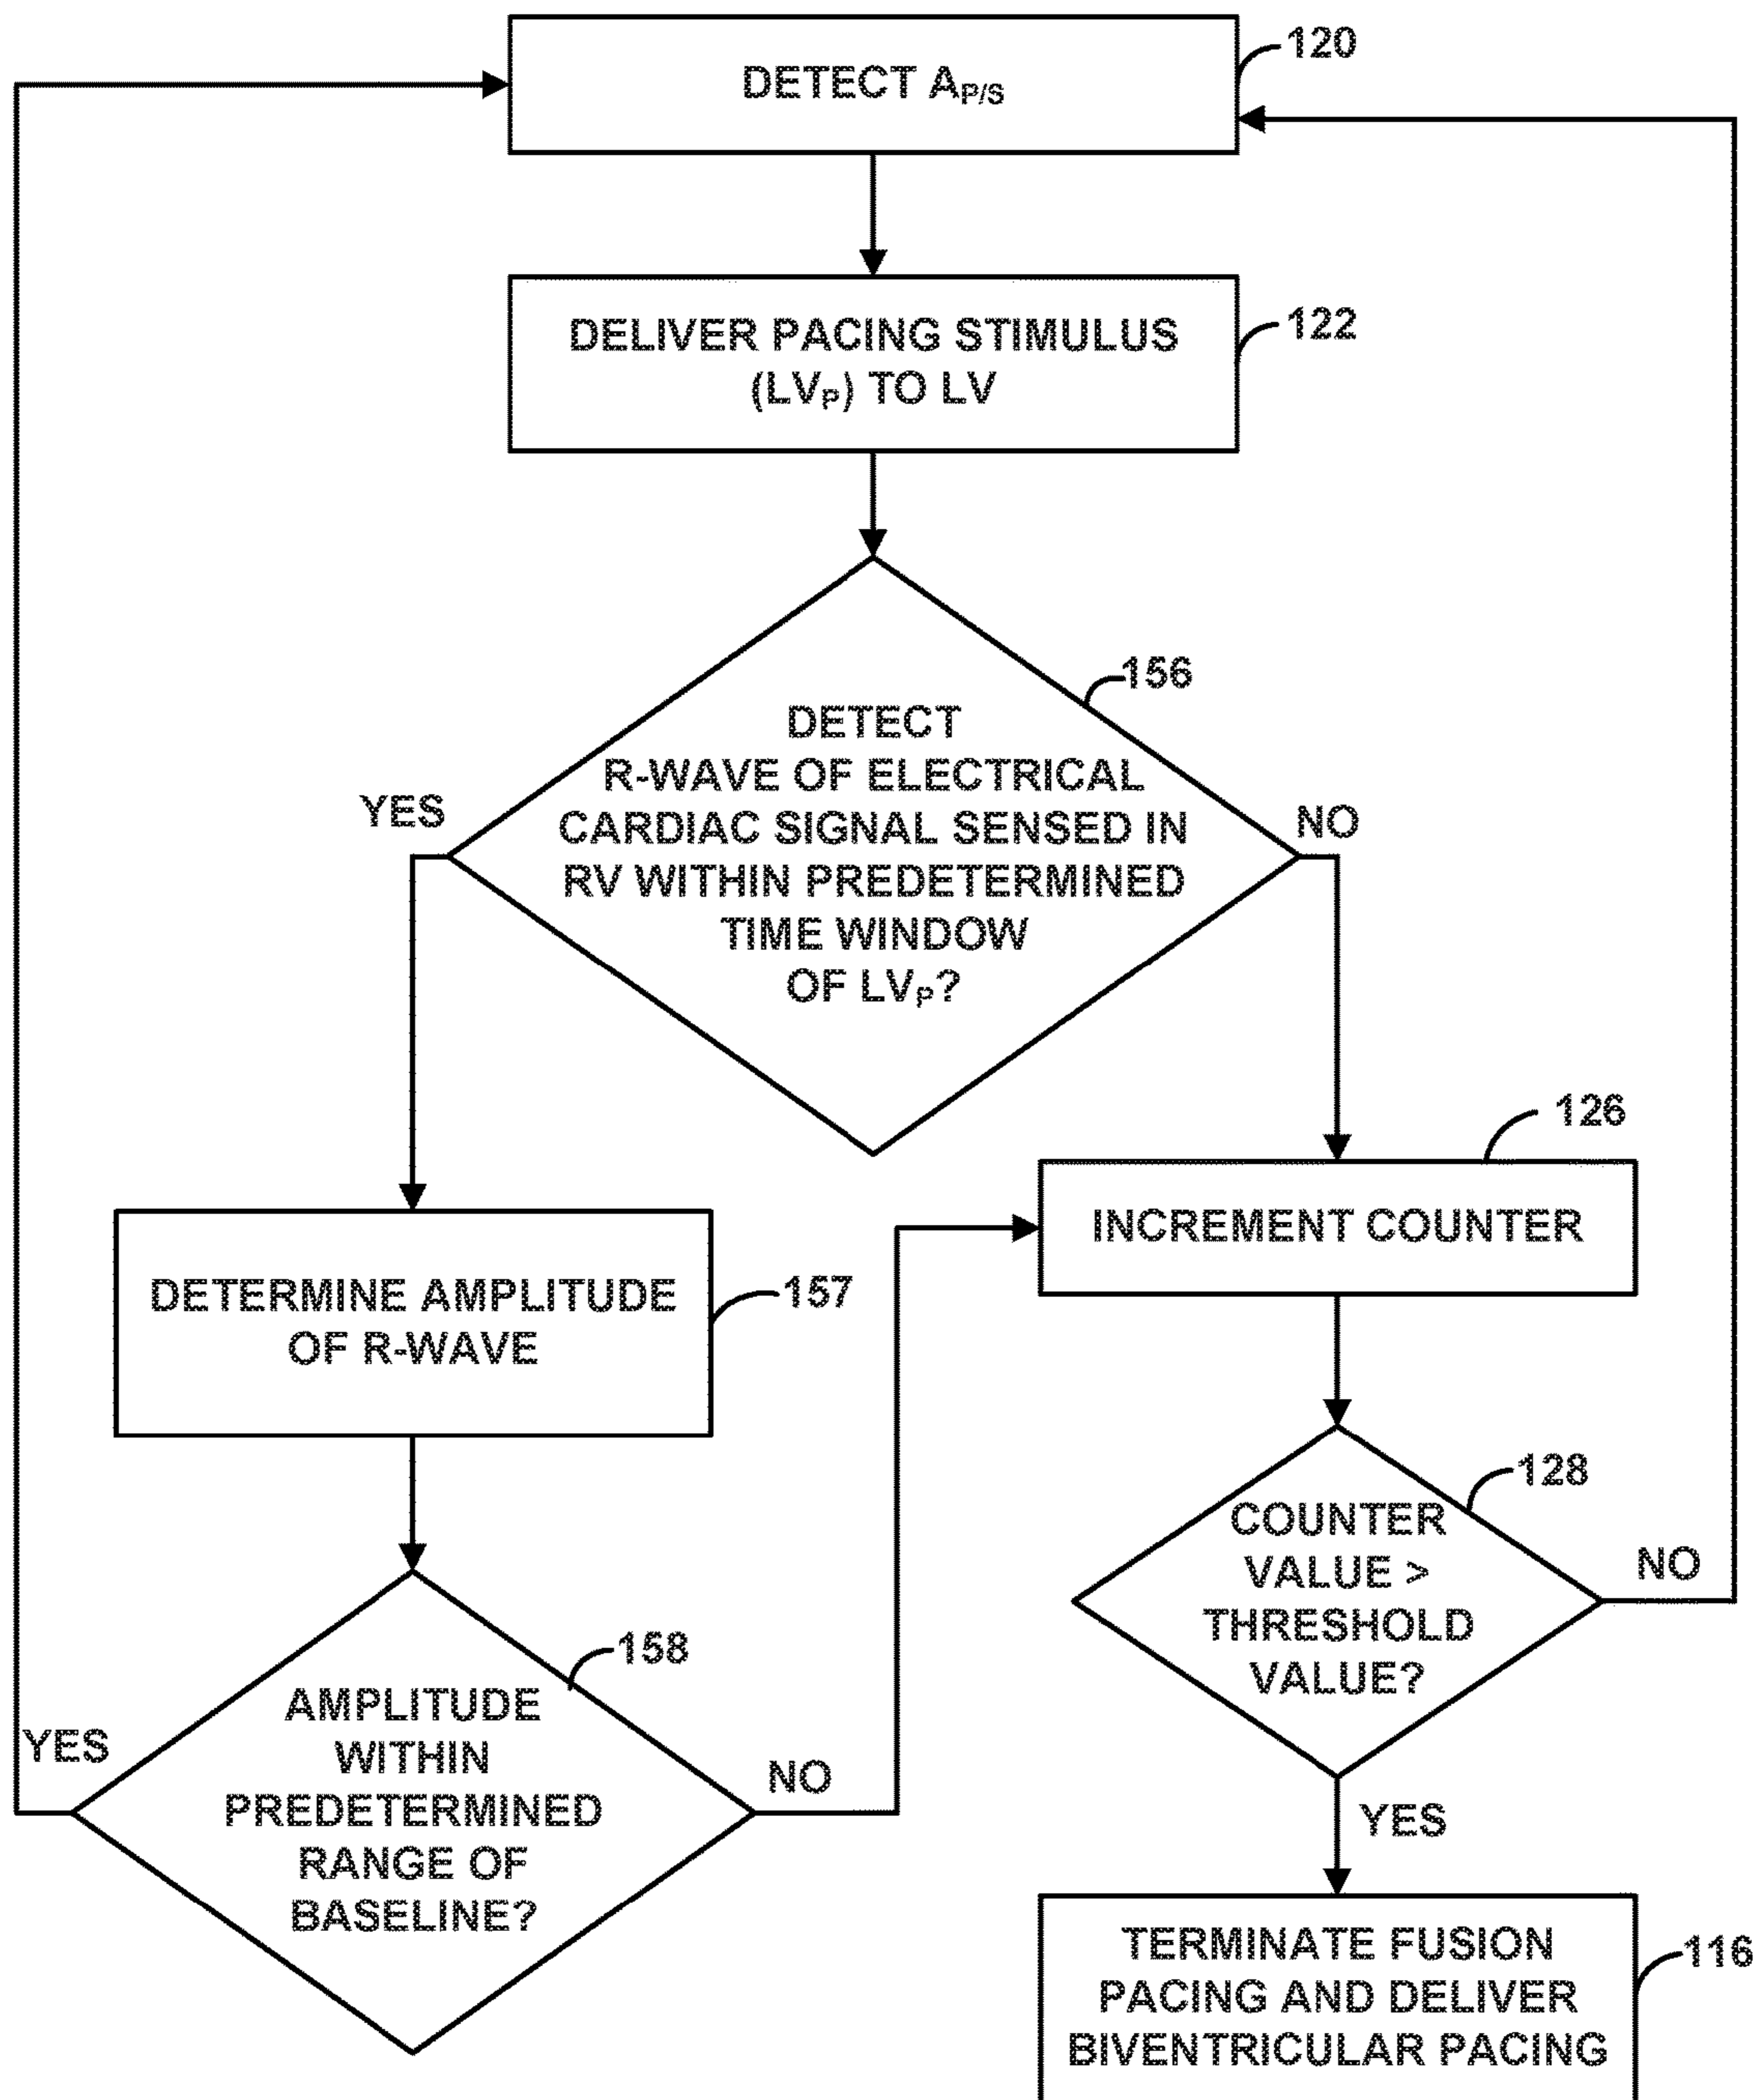 120
DETECT AP/S
DELIVER PACING STIMULUS
(LVP) TO LV
122
156
DETECT
R-WAVE OF ELECTRICAL
CARDIAC SIGNAL SENSED IN
RV WITHIN PREDETERMINED
TIME WINDOW
OF LVP?
YES
NO
126
INCREMENT COUNTER
DETERMINE AMPLITUDE
OF R-WAVE
157
128
COUNTER
VALUE >
THRESHOLD
VALUE?
NO
YES
158
AMPLITUDE
WITHIN
PREDETERMINED
RANGE OF
BASELINE?
YES
NO
TERMINATE FUSION
PACING AND DELIVER
BIVENTRICULAR PACING
116